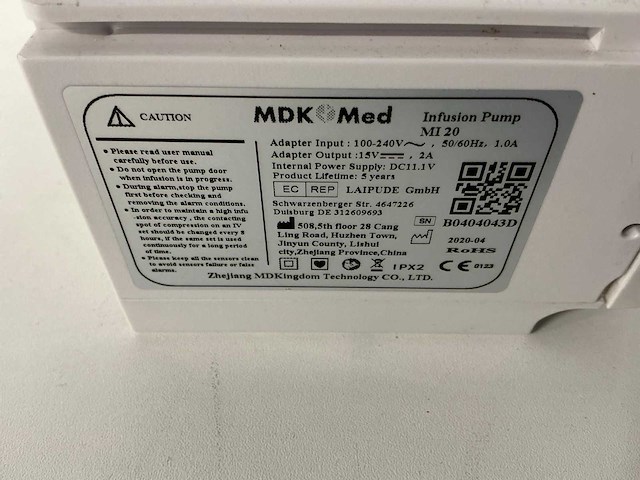 CAUTION
• Please read user manual
carefully before use.
• Do not open the pump door
when infusion is in progress.
• During alarm,stop the pump
first before checking and
removing the alarm conditions.
• In order to maintain a high infu
-sion accuracy , the contacting
spot of compression on an IV
set should be changed every 8
hours, if the same set is used
continuously for a long period
of time.
• Please keep all the sensors clean
to avoid sensors failure or false
alarms.
MDK Med
Infusion Pump
MI 20
Adapter Input : 100-240V~ , 50/60Hz, 1.0A
Adapter Output :15V⎓ , 2A
Internal Power Supply: DC11.1V
Product Lifetime: 5 years
EC REP LAIPUDE GmbH
Schwarzenberger Str. 4647226
Duisburg DE 312609693
508,5th floor 28 Cang
Ling Road, Huzhen Town,
Jinyun County, Lishui
city,Zhejiang Province,China
SN B0404043D
2020-04
RoHS
IPX2
CE 0123
Zhejiang MDKingdom Technology CO., LTD.